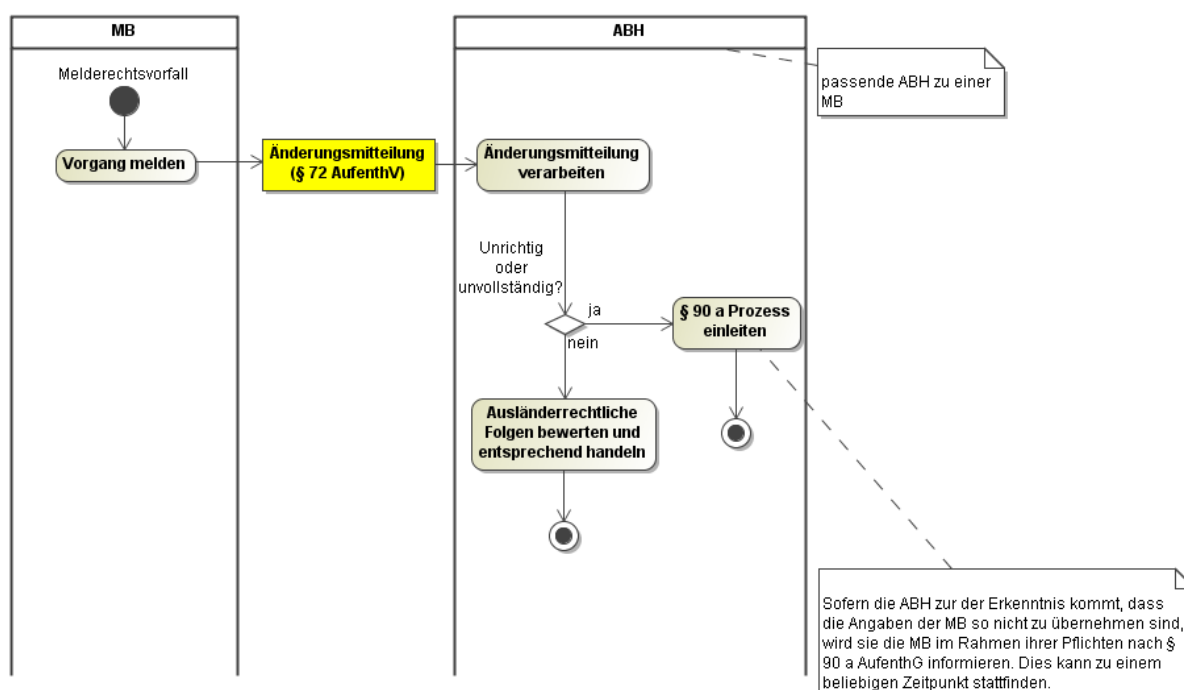 MB
ABH
Melderechtsvorfall
passende ABH zu einer
MB
Vorgang melden
Änderungsmitteilung
(§ 72 AufenthV)
Änderungsmitteilung
verarbeiten
Unrichtig
oder
unvollständig?
ja
nein
§ 90 a Prozess
einleiten
Ausländerrechtliche
Folgen bewerten und
entsprechend handeln
Sofern die ABH zur der Erkenntnis kommt, dass
die Angaben der MB so nicht zu übernehmen sind,
wird sie die MB im Rahmen ihrer Pflichten nach §
90 a AufenthG informieren. Dies kann zu einem
beliebigen Zeitpunkt stattfinden.